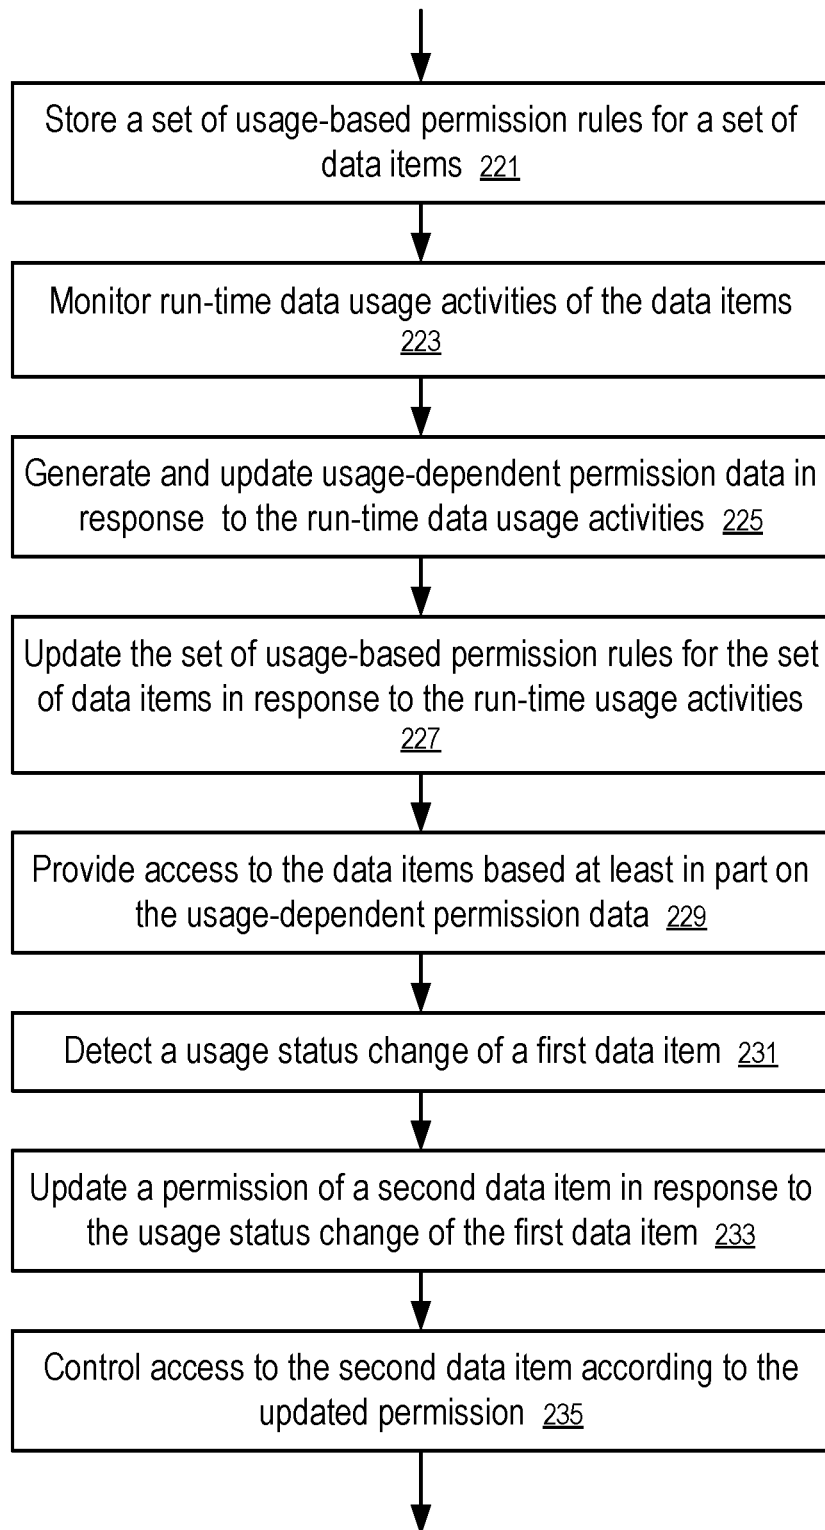 Store a set of usage-based permission rules for a set of
data items 221
Monitor run-time data usage activities of the data items
223
Generate and update usage-dependent permission data in
response to the run-time data usage activities 225
Update the set of usage-based permission rules for the set
of data items in response to the run-time usage activities
227
Provide access to the data items based at least in part on
the usage-dependent permission data 229
Detect a usage status change of a first data item 231
Update a permission of a second data item in response to
the usage status change of the first data item 233
Control access to the second data item according to the
updated permission 235